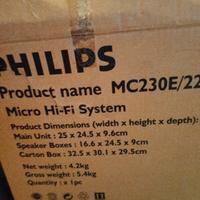 PHILIPS
Product name MC230E/22
Micro Hi-Fi System
Product Dimensions (width x height x depth):
Main Unit : 25 x 24.5 x 9.6cm
Speaker Boxes : 16.6 x 24.5 x 9cm
Carton Box : 32.5 x 30.1 x 29.5cm
Net weight : 4.2kg
Gross weight : 5.4kg
Quantity : x 1pc